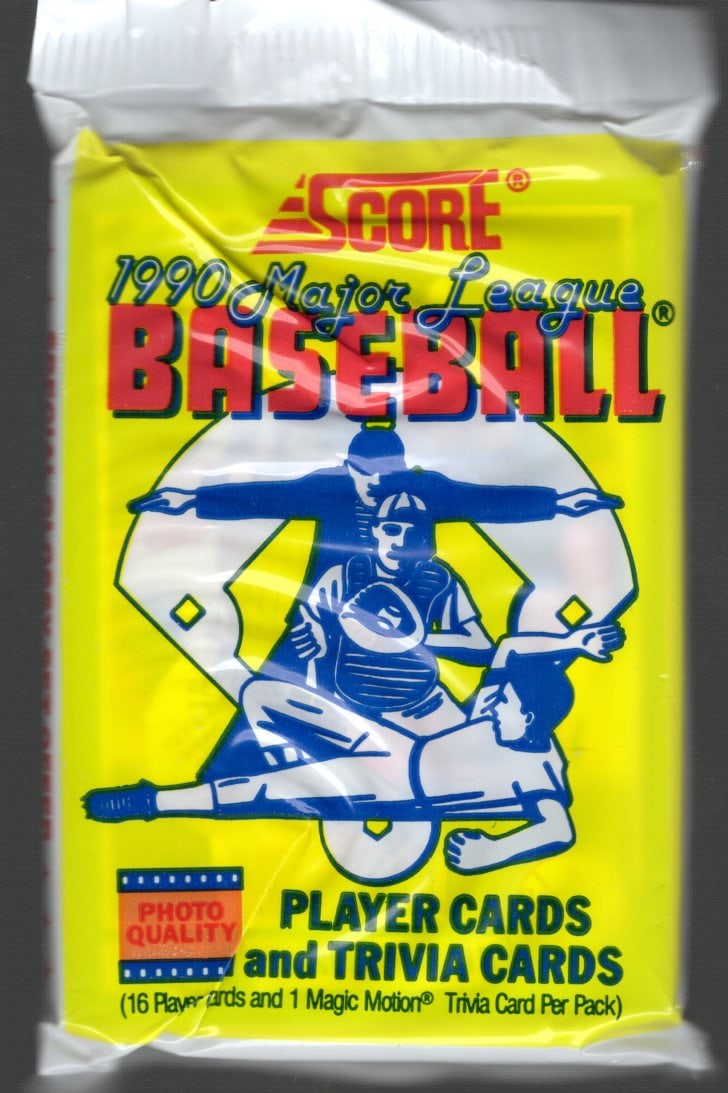 SCORE®
1990 Major League
BASEBALL®
PHOTO
QUALITY
PLAYER CARDS
and TRIVIA CARDS
(16 Player ards and 1 Magic Motion® Trivia Card Per Pack)